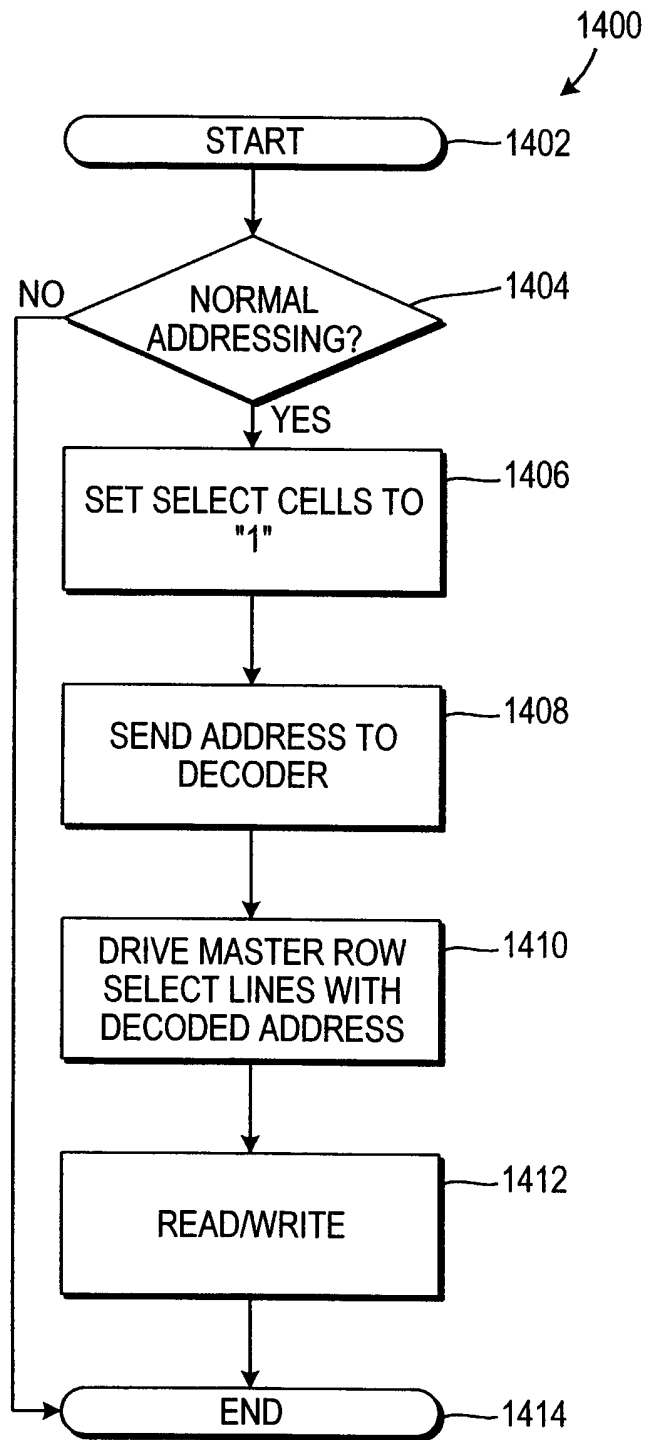 1400
START
1402
NO
NORMAL
ADDRESSING?
1404
YES
SET SELECT CELLS TO
"1"
1406
SEND ADDRESS TO
DECODER
1408
DRIVE MASTER ROW
SELECT LINES WITH
DECODED ADDRESS
1410
READ/WRITE
1412
END
1414